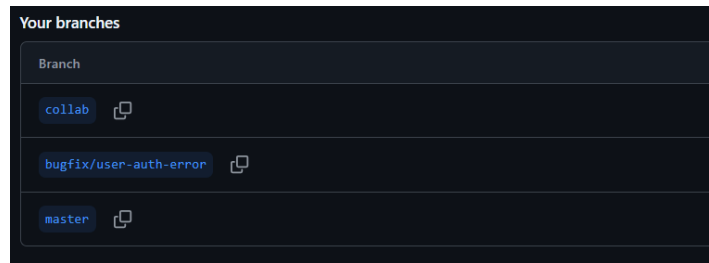 Your branches
Branch
collab
bugfix/user-auth-error
master